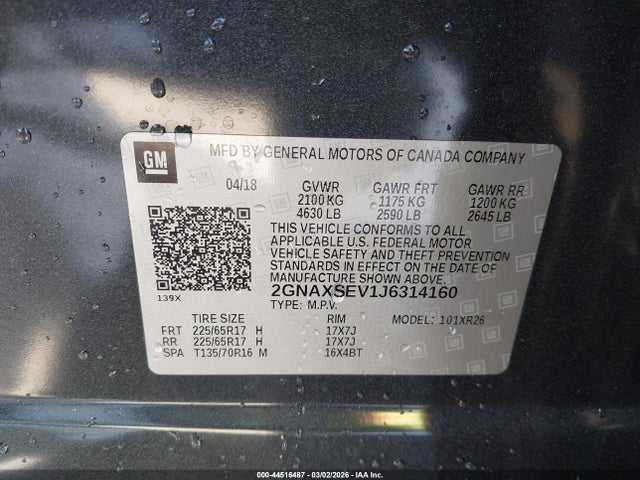 GM
MFD BY GENERAL MOTORS OF CANADA COMPANY
04/18 GVWR GAWR FRT GAWR RR
2100 KG 1175 KG 1200 KG
4630 LB 2590 LB 2645 LB
THIS VEHICLE CONFORMS TO ALL
APPLICABLE U.S. FEDERAL MOTOR
VEHICLE SAFETY AND THEFT PREVENTION
STANDARDS IN EFFECT ON THE DATE OF
MANUFACTURE SHOWN ABOVE.
139X
2GNAXSEV1J6314160
TYPE: M.P.V.
TIRE SIZE RIM MODEL: 101XR26
FRT 225/65R17 H 17X7J
RR 225/65R17 H 17X7J
SPA T135/70R16 M 16X4BT
000-44516487 - 03/02/2026 - IAA Inc.